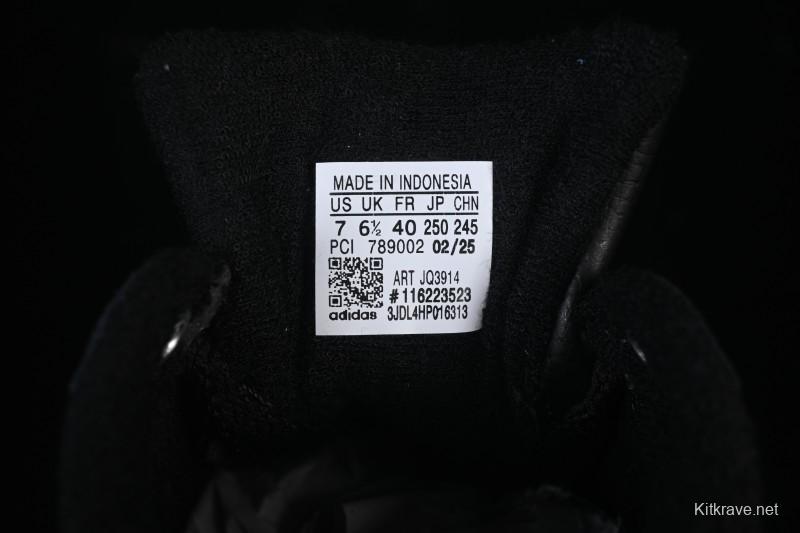 MADE IN INDONESIA
US UK FR JP CHN
7 6½ 40 250 245
PCI 789002 02/25
ART JQ3914
#116223523
adidas 3JDL4HP016313
Kitkrave.net